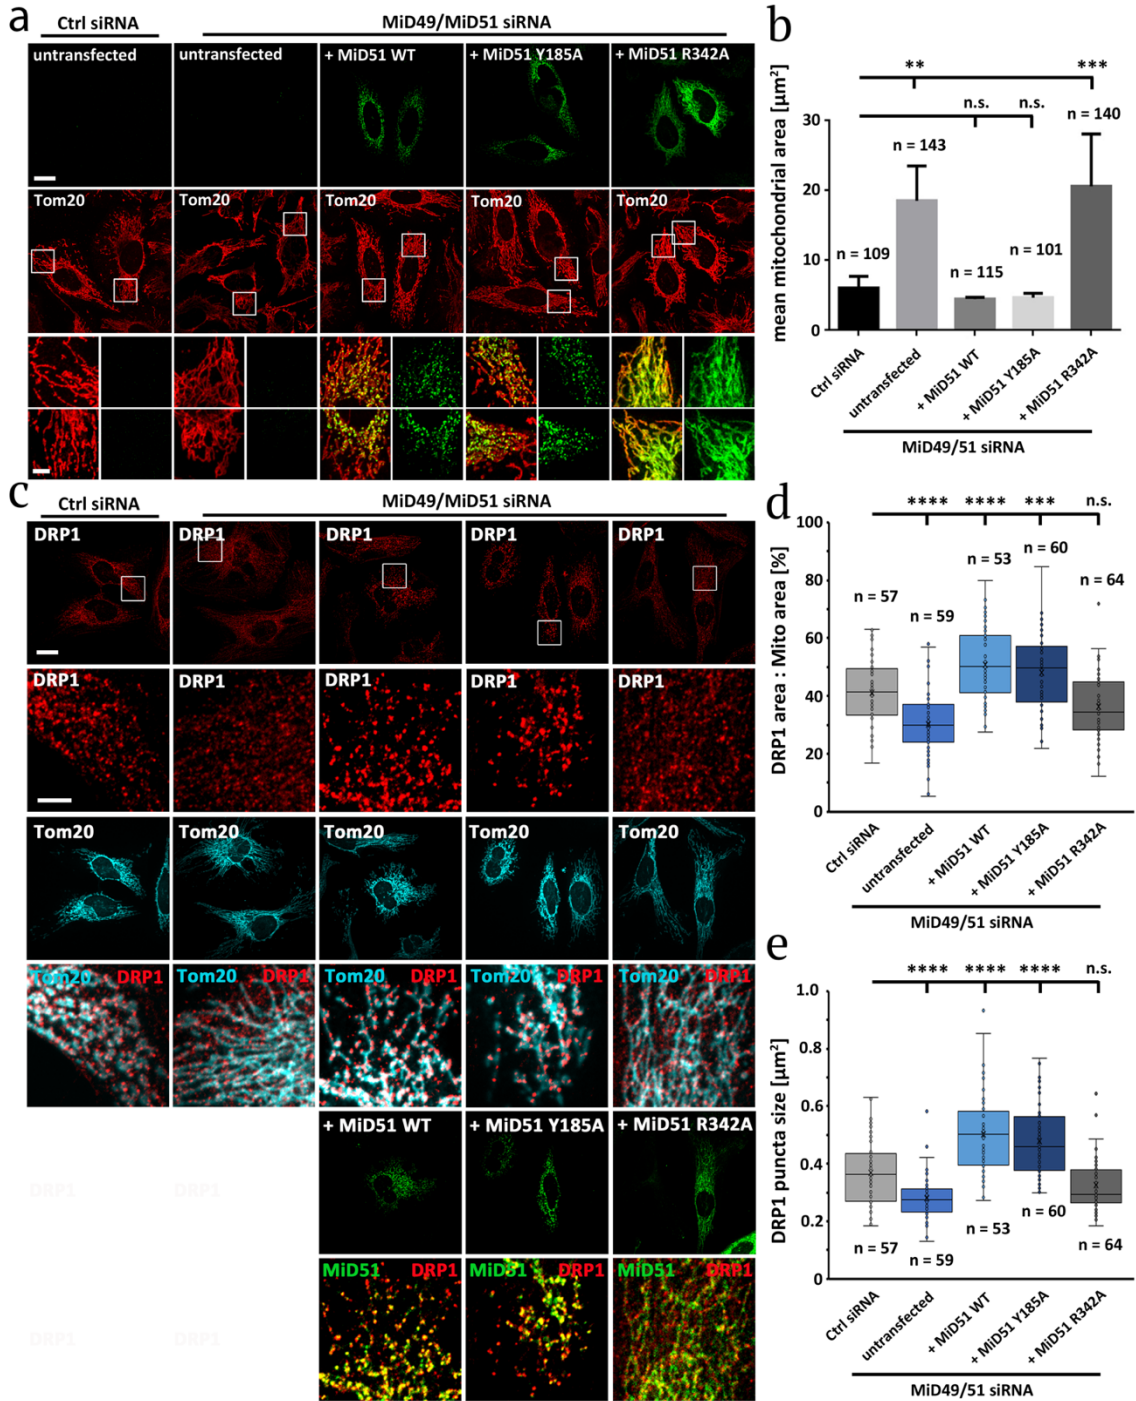 a
Ctrl siRNA
MiD49/MiD51 siRNA
untransfected
untransfected
+ MiD51 WT
+ MiD51 Y185A
+ MiD51 R342A
Tom20
Tom20
Tom20
Tom20
Tom20
b
mean mitochondrial area [µm²]
30
20
10
0
**
***
n.s.
n.s.
n = 109
n = 143
n = 115
n = 101
n = 140
Ctrl siRNA
untransfected
+ MiD51 WT
+ MiD51 Y185A
+ MiD51 R342A
MiD49/51 siRNA
c
Ctrl siRNA
MiD49/MiD51 siRNA
DRP1
DRP1
DRP1
DRP1
DRP1
DRP1
DRP1
DRP1
DRP1
DRP1
Tom20
Tom20
Tom20
Tom20
Tom20
Tom20 DRP1
Tom20 DRP1
Tom20 DRP1
Tom20 DRP1
Tom20 DRP1
+ MiD51 WT
+ MiD51 Y185A
+ MiD51 R342A
DRP1
DRP1
MiD51 DRP1
MiD51 DRP1
MiD51 DRP1
DRP1
DRP1
d
DRP1 area : Mito area [%]
100
80
60
40
20
0
****
****
***
n.s.
n = 57
n = 59
n = 53
n = 60
n = 64
Ctrl siRNA
untransfected
+ MiD51 WT
+ MiD51 Y185A
+ MiD51 R342A
MiD49/51 siRNA
e
DRP1 puncta size [µm²]
1.0
0.8
0.6
0.4
0.2
0
****
****
****
n.s.
n = 57
n = 59
n = 53
n = 60
n = 64
Ctrl siRNA
untransfected
+ MiD51 WT
+ MiD51 Y185A
+ MiD51 R342A
MiD49/51 siRNA